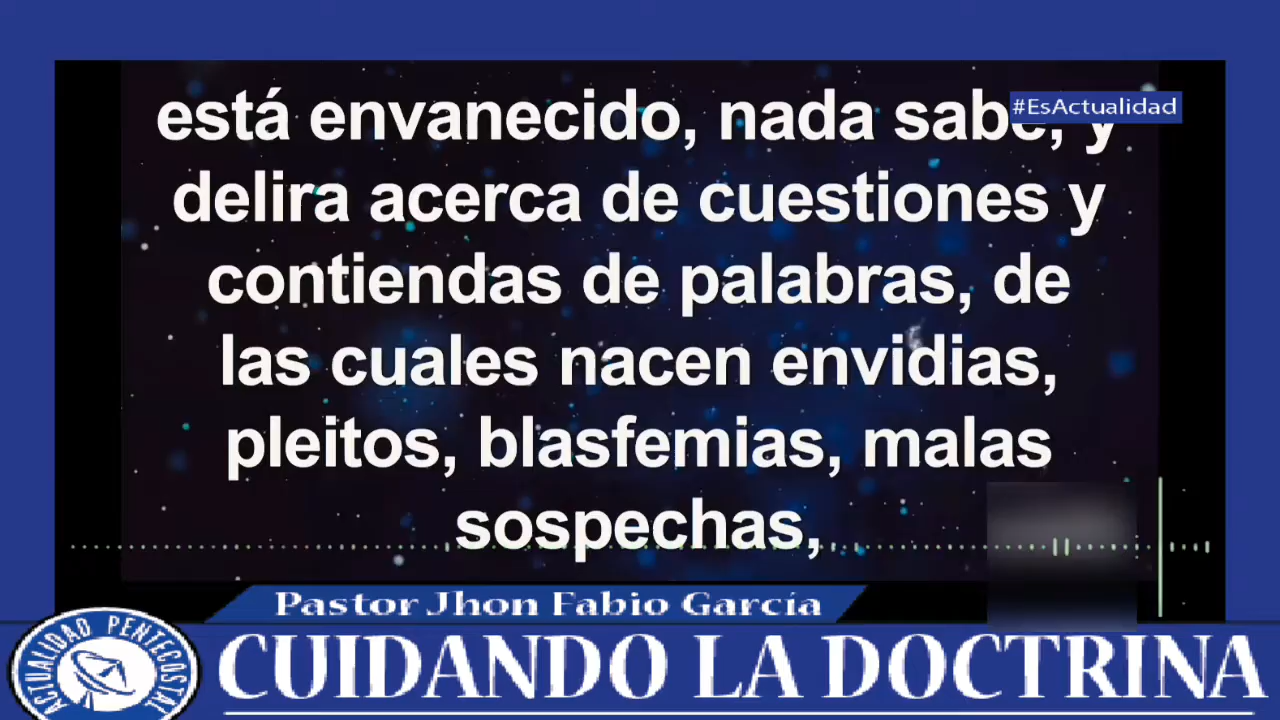 está envanecido, nada sabe, y
#EsActualidad
delira acerca de cuestiones y
contiendas de palabras, de
las cuales nacen envidias,
pleitos, blasfemias, malas
sospechas,
Pastor Jhon Fabio García
ACTUALIDAD PENTECOSTAL
CUIDANDO LA DOCTRINA